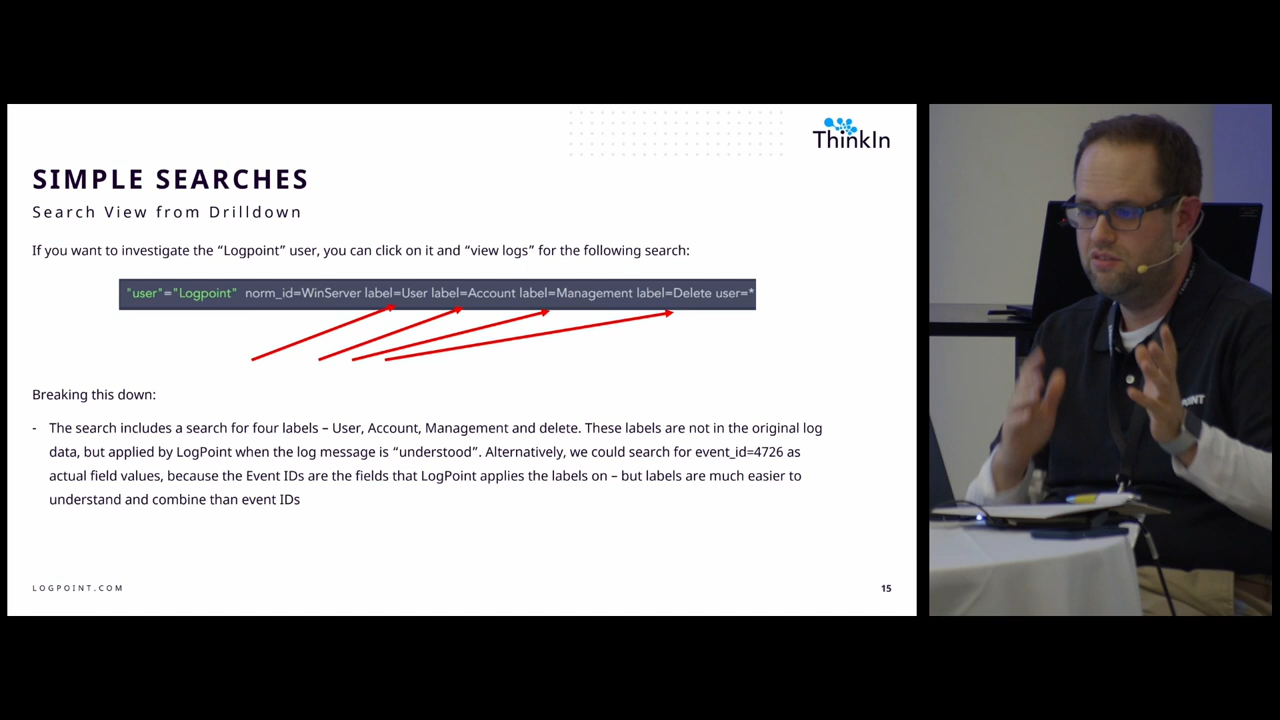 ThinkIn
SIMPLE SEARCHES
Search View from Drilldown
If you want to investigate the “Logpoint” user, you can click on it and “view logs” for the following search:
"user"="Logpoint" norm_id=WinServer label=User label=Account label=Management label=Delete user=*
Breaking this down:
- The search includes a search for four labels – User, Account, Management and delete. These labels are not in the original log
data, but applied by LogPoint when the log message is “understood”. Alternatively, we could search for event_id=4726 as
actual field values, because the Event IDs are the fields that LogPoint applies the labels on – but labels are much easier to
understand and combine than event IDs
LOGPOINT.COM
15